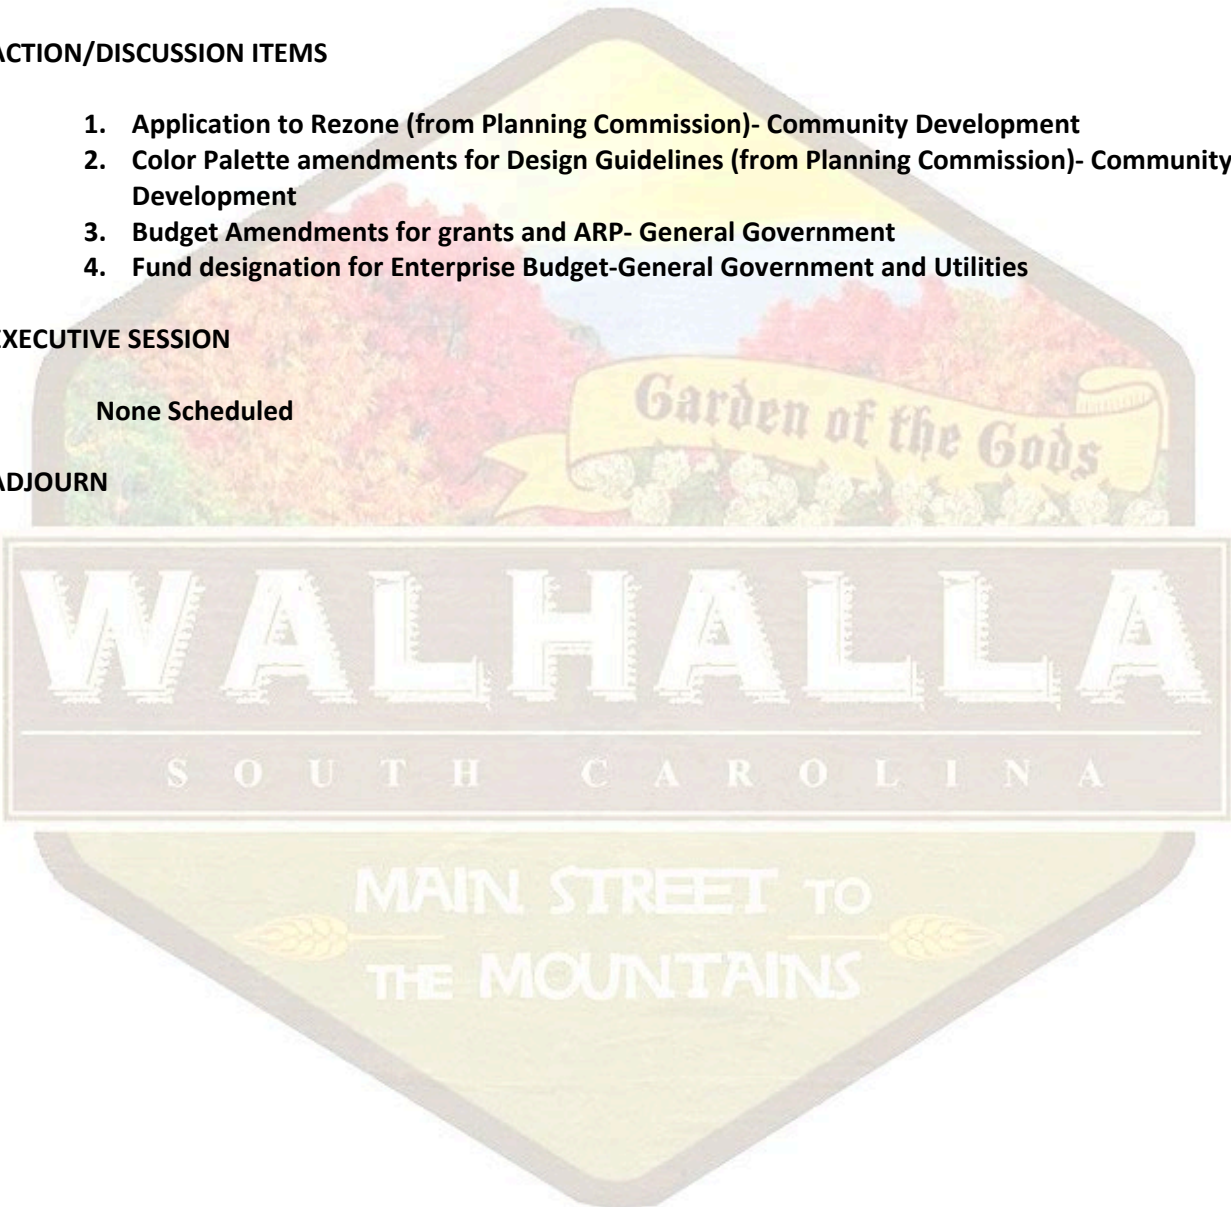 ACTION/DISCUSSION ITEMS
1. Application to Rezone (from Planning Commission)- Community Development
2. Color Palette amendments for Design Guidelines (from Planning Commission)- Community
Development
3. Budget Amendments for grants and ARP- General Government
4. Fund designation for Enterprise Budget-General Government and Utilities
EXECUTIVE SESSION
None Scheduled
Garden of the Gods
ADJOURN
WALHALLA
SOUTH CAROLINA
MAIN STREET TO
THE MOUNTAINS